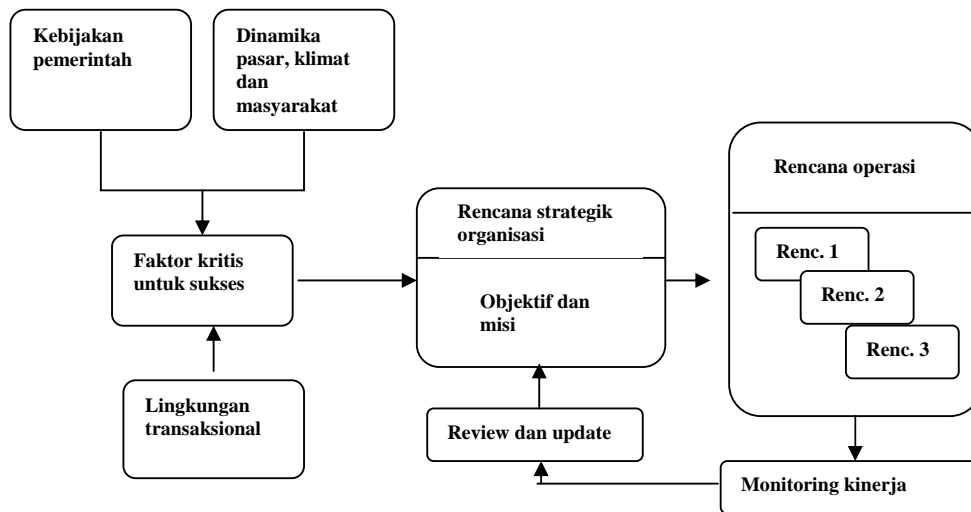 Kebijakan
pemerintah
Dinamika
pasar, klimat
dan
masyarakat
Faktor kritis
untuk sukses
Lingkungan
transaksional
Rencana strategik
organisasi
Objektif dan
misi
Review dan update
Rencana operasi
Renc. 1
Renc. 2
Renc. 3
Monitoring kinerja